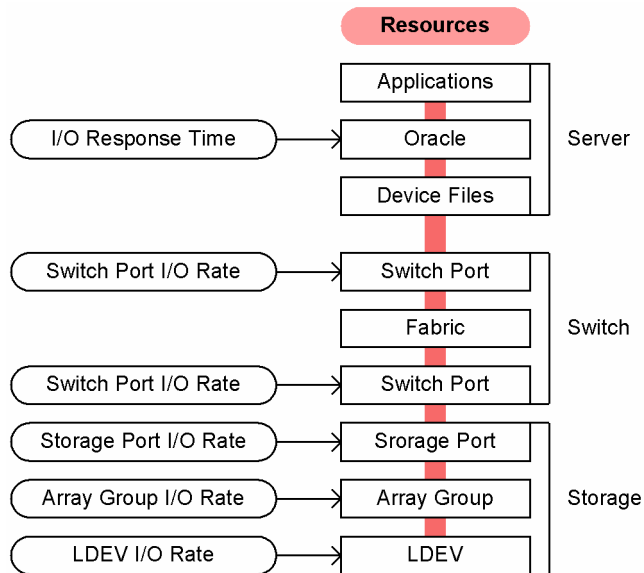 Resources
Applications
I/O Response Time
Oracle
Server
Device Files
Switch Port I/O Rate
Switch Port
Fabric
Switch
Switch Port I/O Rate
Switch Port
Storage Port I/O Rate
Srorage Port
Array Group I/O Rate
Array Group
Storage
LDEV I/O Rate
LDEV